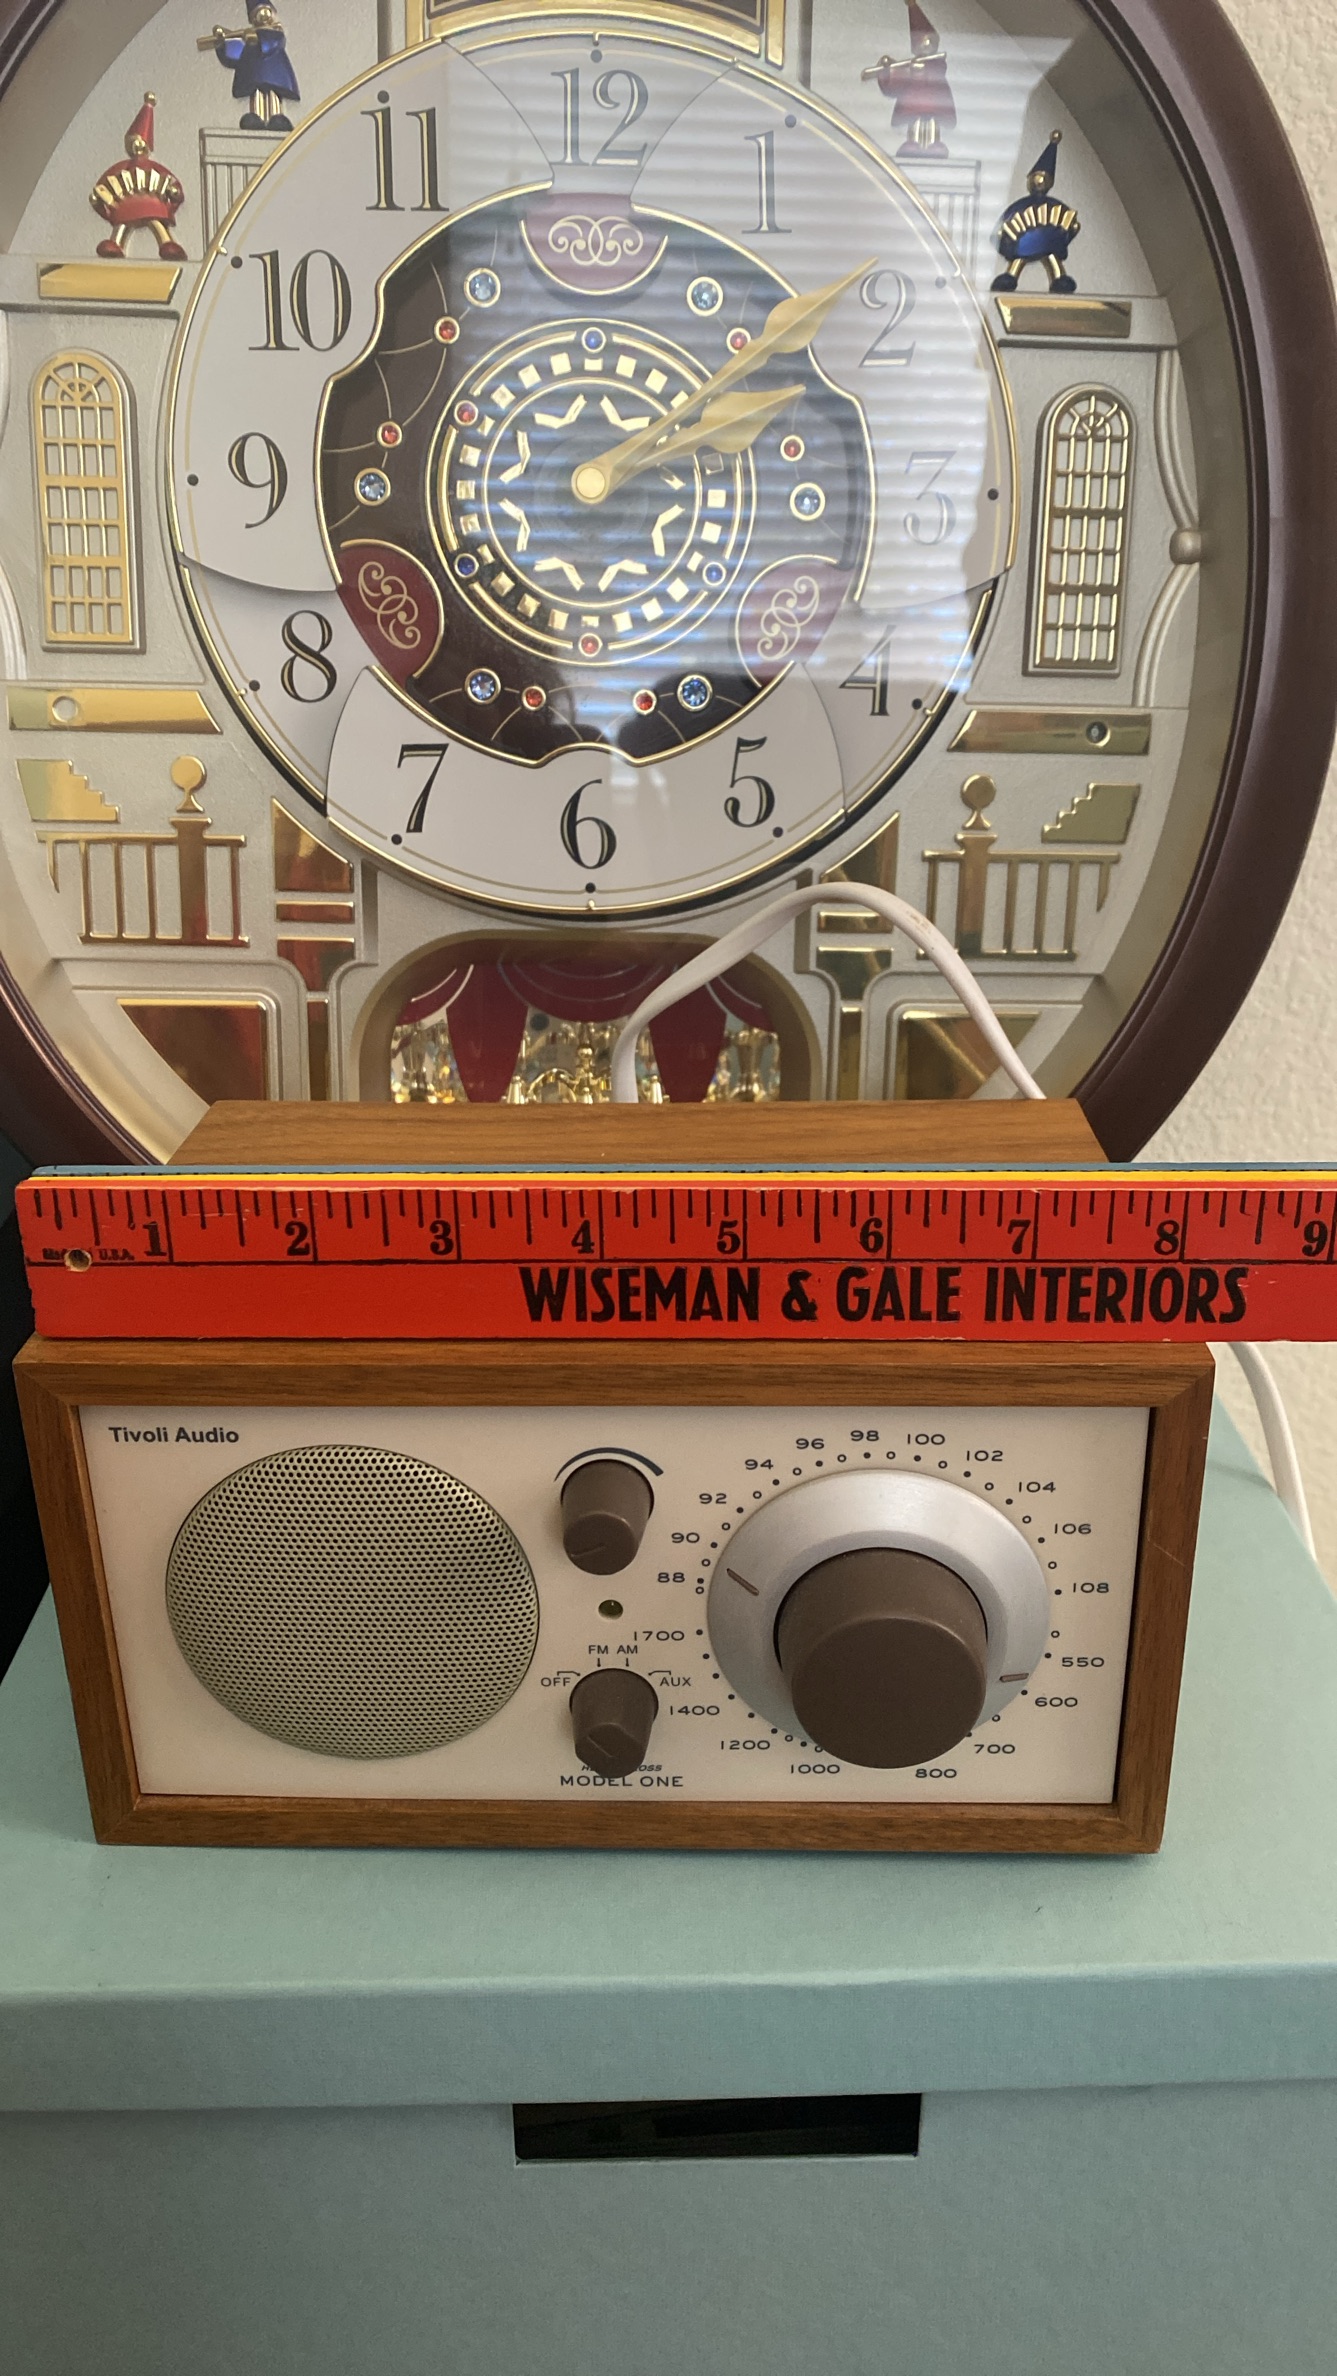 12
11
1
10
2
9
3
8
4
7
5
6
1 2 3 4 5 6 7 8 9
U.S.A.
WISEMAN & GALE INTERIORS
Tivoli Audio
88 90 92 94 96 98 100 102 104 106 108
FM AM
OFF AUX
1700 1400 1200 1000 800 700 600 550
MODEL ONE